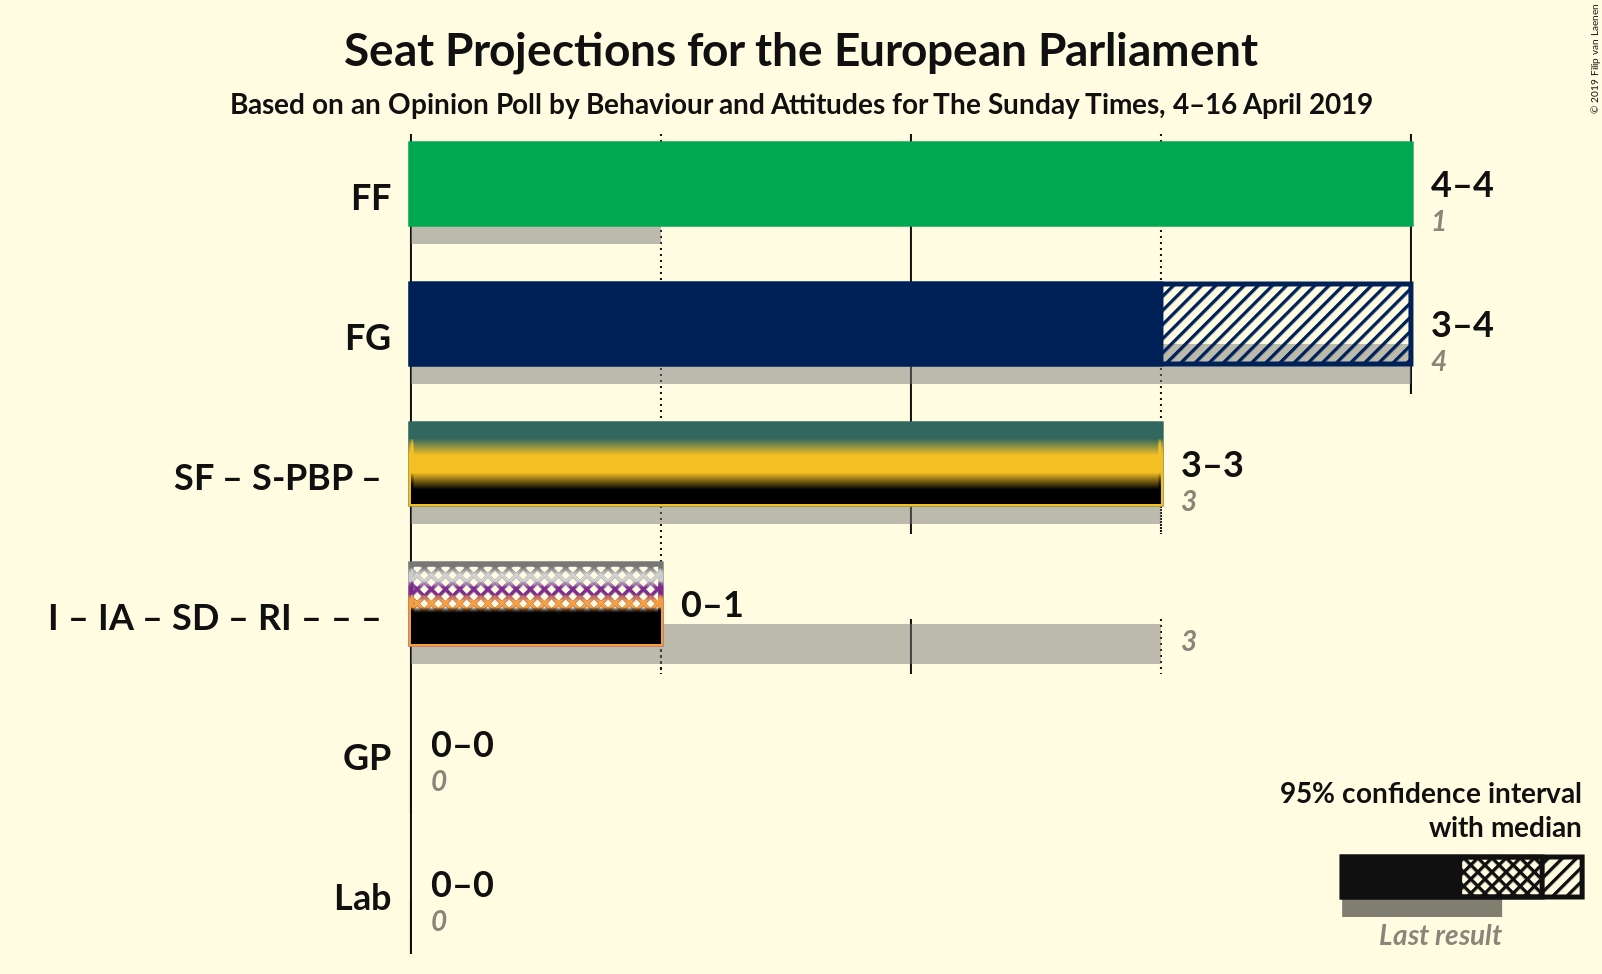 Seat Projections for the European Parliament
Based on an Opinion Poll by Behaviour and Attitudes for The Sunday Times, 4–16 April 2019
© 2019 Filip van Laenen
FF
4–4
1
FG
3–4
4
SF – S-PBP –
3–3
3
I – IA – SD – RI – – –
0–1
3
GP
0–0
0
Lab
0–0
0
95% confidence interval
with median
Last result